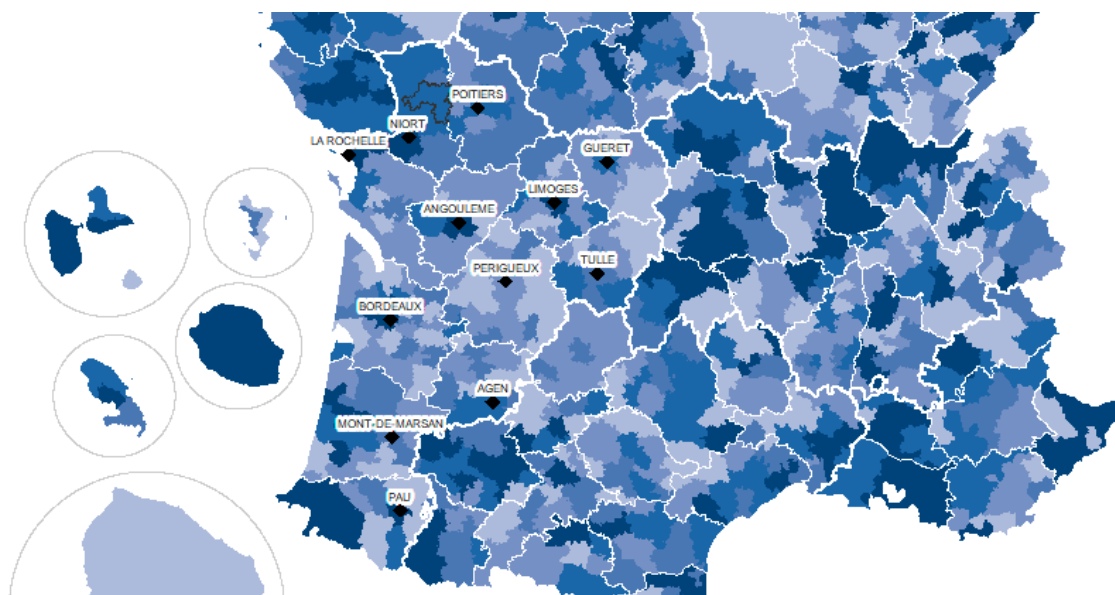 POITIERS
NIORT
LA ROCHELLE
GUERET
LIMOGES
ANGOULEME
TULLE
PERIGUEUX
BORDEAUX
AGEN
MONT-DE-MARSAN
PAU